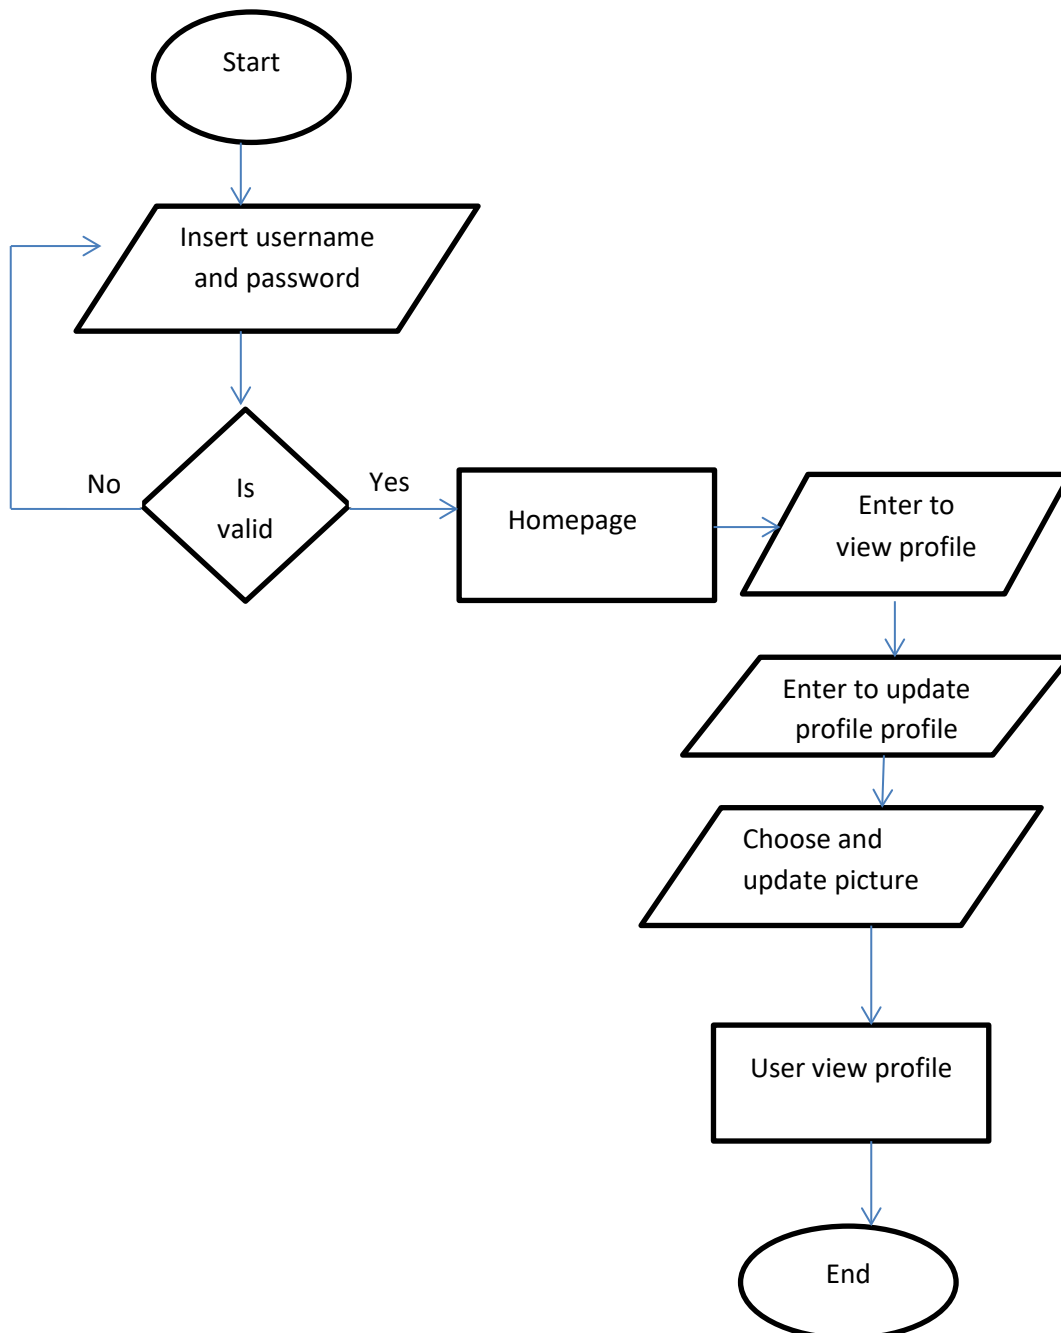 Start
Insert username
and password
No
Is
valid
Yes
Homepage
Enter to
view profile
Enter to update
profile profile
Choose and
update picture
User view profile
End